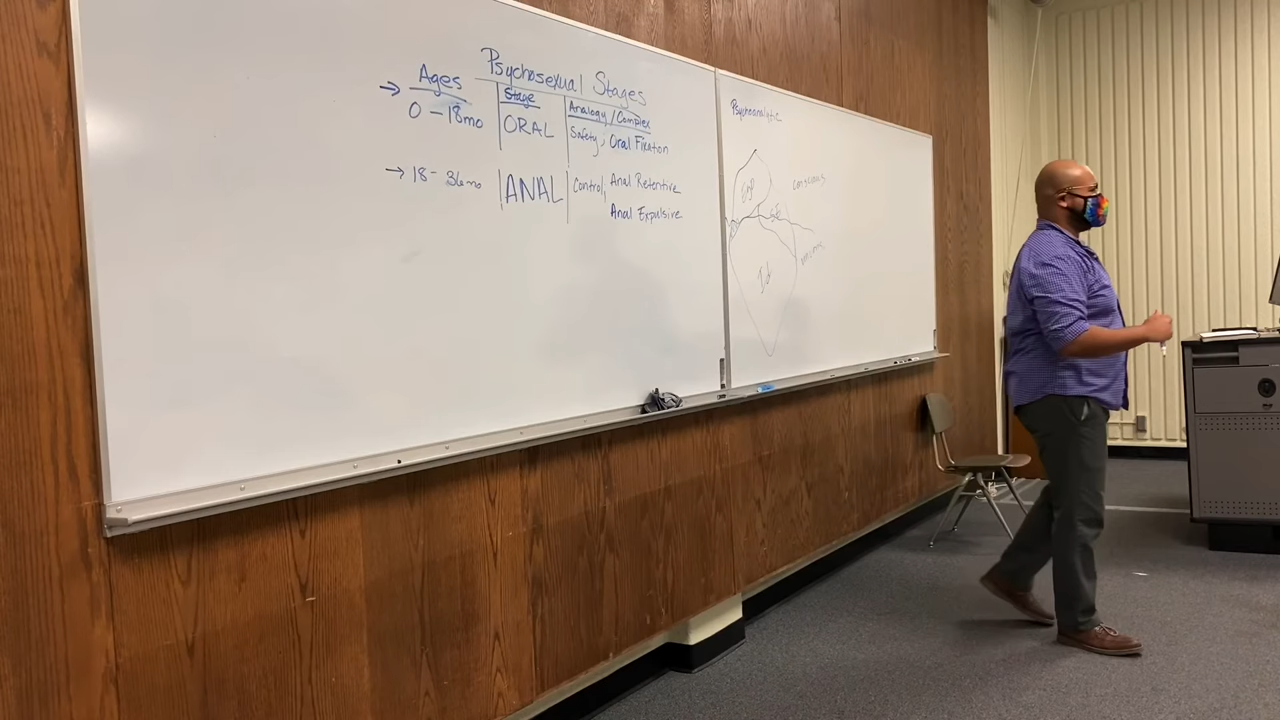 Psychosexual Stages
Ages
Stage
Analogy/Complex
→ 0-18mo
ORAL
Safety; Oral Fixation
→ 18-36mo
ANAL
Control, Anal Retentive
Anal Expulsive
Psychoanalytic
conscious
Id